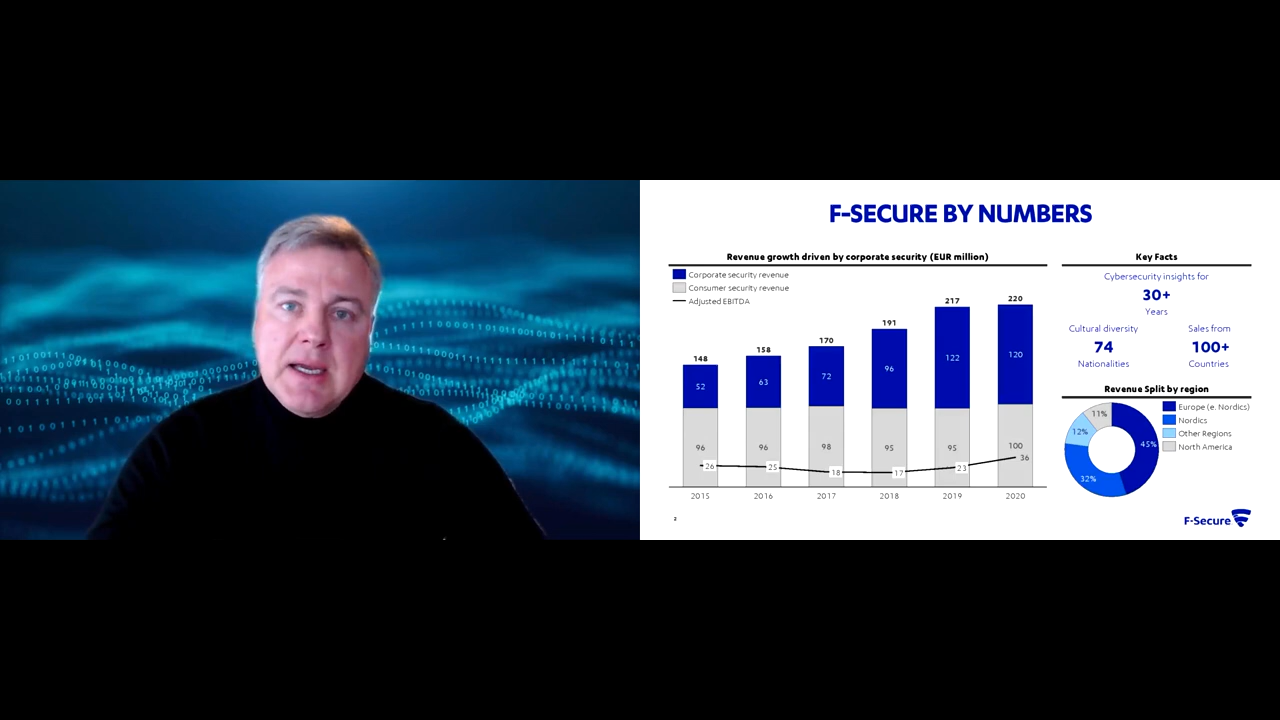 F-SECURE BY NUMBERS
Revenue growth driven by corporate security (EUR million)
Corporate security revenue
Consumer security revenue
Adjusted EBITDA
148
158
170
191
217
220
52
63
72
96
122
120
96
96
98
95
95
100
26
25
18
17
23
36
2015
2016
2017
2018
2019
2020
Key Facts
Cybersecurity insights for
30+
Years
Cultural diversity
74
Nationalities
Sales from
100+
Countries
Revenue Split by region
45%
32%
12%
11%
Europe (e. Nordics)
Nordics
Other Regions
North America
2
F-Secure